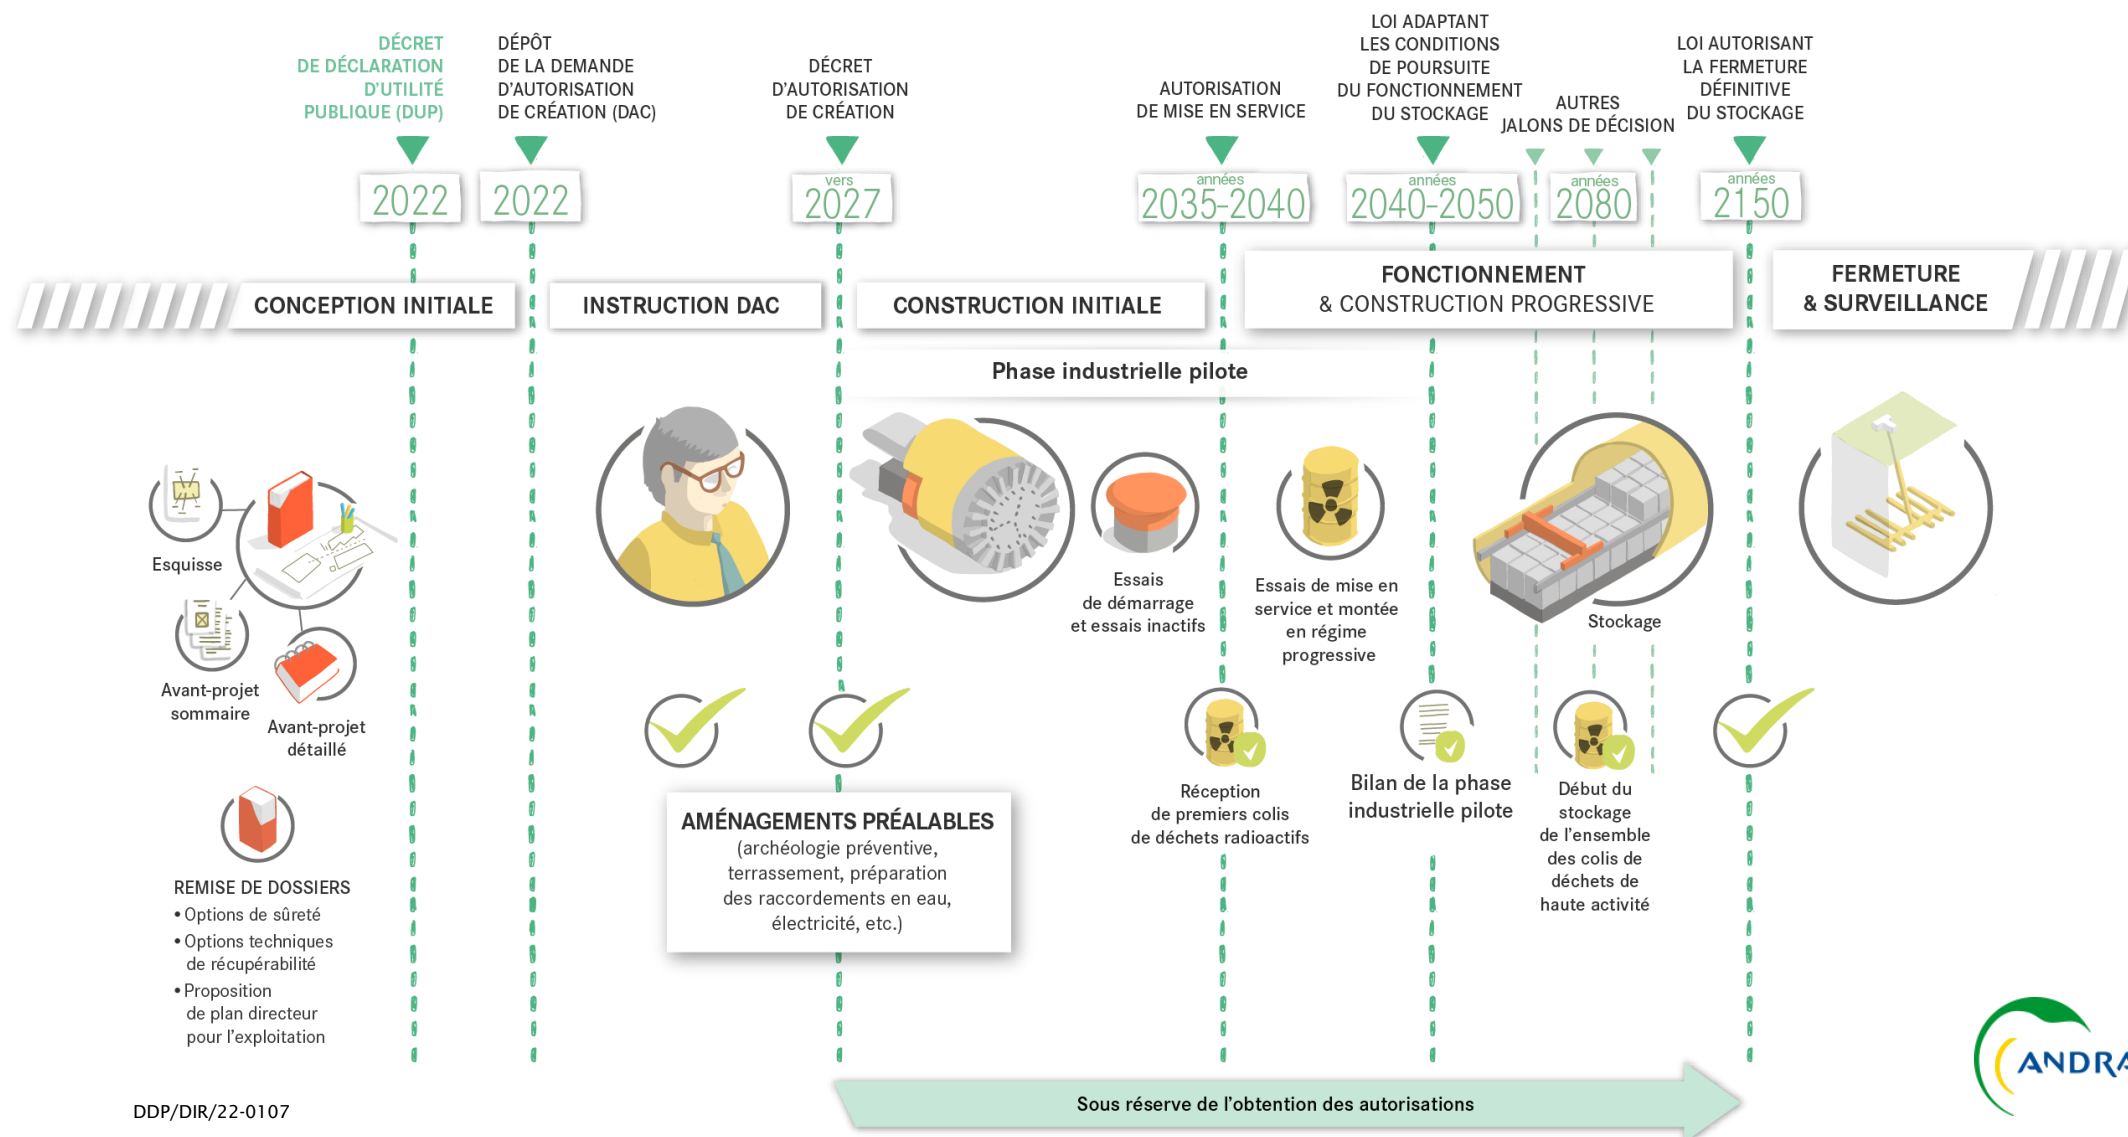 DÉCRET
DE DÉCLARATION
D'UTILITÉ
PUBLIQUE (DUP)
2022
DÉPÔT
DE LA DEMANDE
D'AUTORISATION
DE CRÉATION (DAC)
2022
DÉCRET
D'AUTORISATION
DE CRÉATION
vers
2027
AUTORISATION
DE MISE EN SERVICE
années
2035-2040
LOI ADAPTANT
LES CONDITIONS
DE POURSUITE
DU FONCTIONNEMENT
DU STOCKAGE
années
2040-2050
AUTRES
JALONS DE DÉCISION
années
2080
LOI AUTORISANT
LA FERMETURE
DÉFINITIVE
DU STOCKAGE
années
2150
CONCEPTION INITIALE
INSTRUCTION DAC
CONSTRUCTION INITIALE
FONCTIONNEMENT
& CONSTRUCTION PROGRESSIVE
FERMETURE
& SURVEILLANCE
Phase industrielle pilote
Esquisse
Avant-projet
sommaire
Avant-projet
détaillé
REMISE DE DOSSIERS
• Options de sûreté
• Options techniques
de récupérabilité
• Proposition
de plan directeur
pour l'exploitation
AMÉNAGEMENTS PRÉALABLES
(archéologie préventive,
terrassement, préparation
des raccordements en eau,
électricité, etc.)
Essais
de démarrage
et essais inactifs
Essais de mise en
service et montée
en régime
progressive
Stockage
Réception
de premiers colis
de déchets radioactifs
Bilan de la phase
industrielle pilote
Début du
stockage
de l'ensemble
des colis de
déchets de
haute activité
Sous réserve de l'obtention des autorisations
DDP/DIR/22-0107
ANDRA